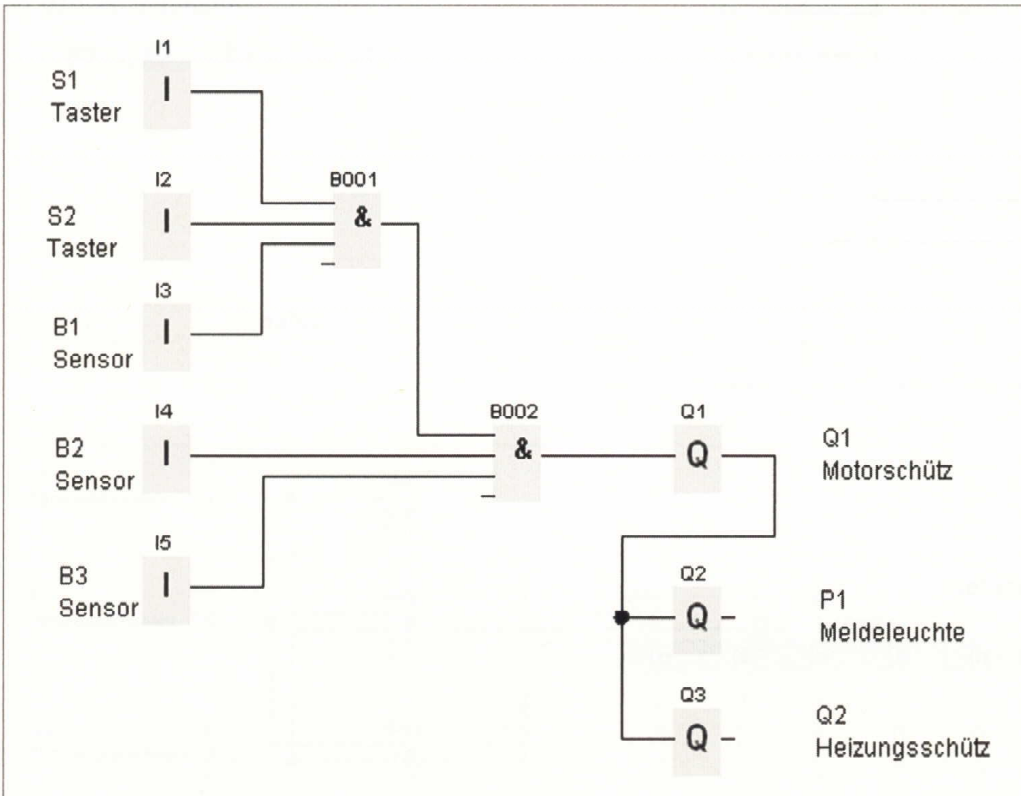 I1
S1
Taster
I
I2
S2
Taster
I
B001
&
I3
B1
Sensor
I
I4
B2
Sensor
I
B002
&
Q1
Q
Q1
Motorschütz
I5
B3
Sensor
I
Q2
Q
P1
Meldeleuchte
Q3
Q
Q2
Heizungsschütz